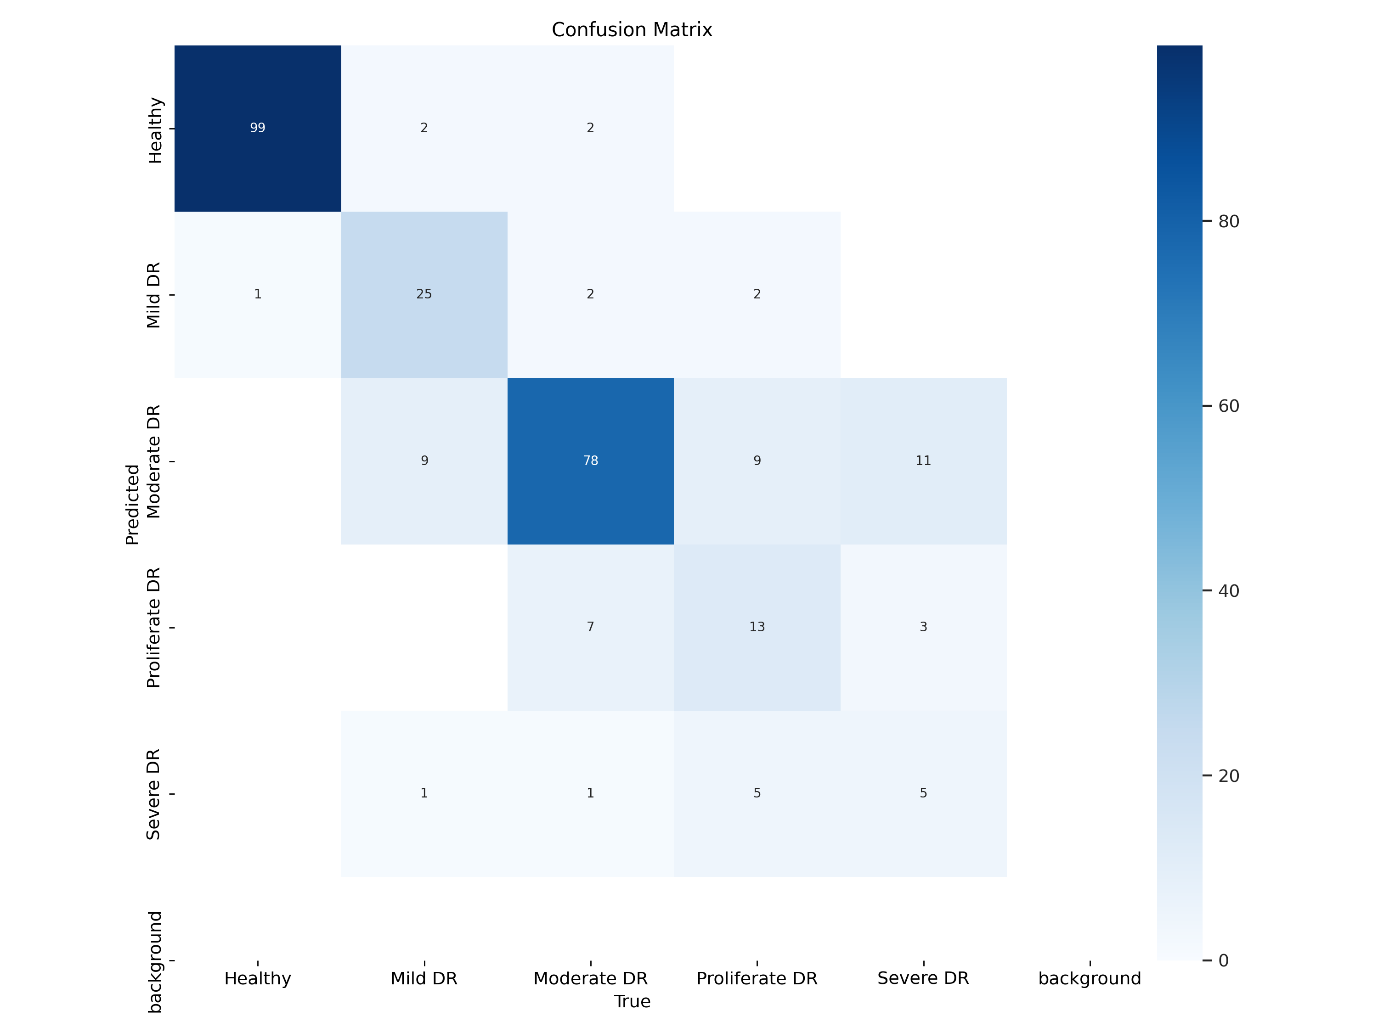 Confusion Matrix
Healthy
99
2
2
Mild DR
1
25
2
2
80
Moderate DR
9
78
9
11
60
Predicted
Proliferate DR
7
13
3
40
Severe DR
1
1
5
5
20
background
0
Healthy
Mild DR
Moderate DR
Proliferate DR
Severe DR
background
True